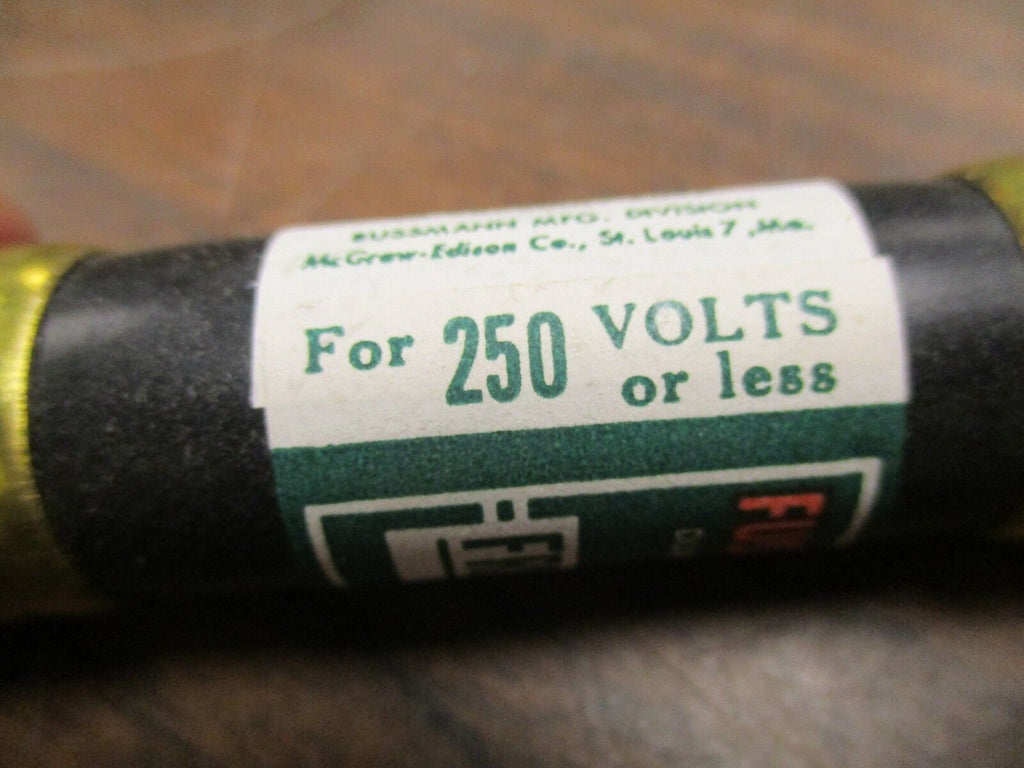 BUSSMANN MFG. DIVISION
McGraw-Edison Co., St. Louis 7, Mo.
For 250 VOLTS
or less